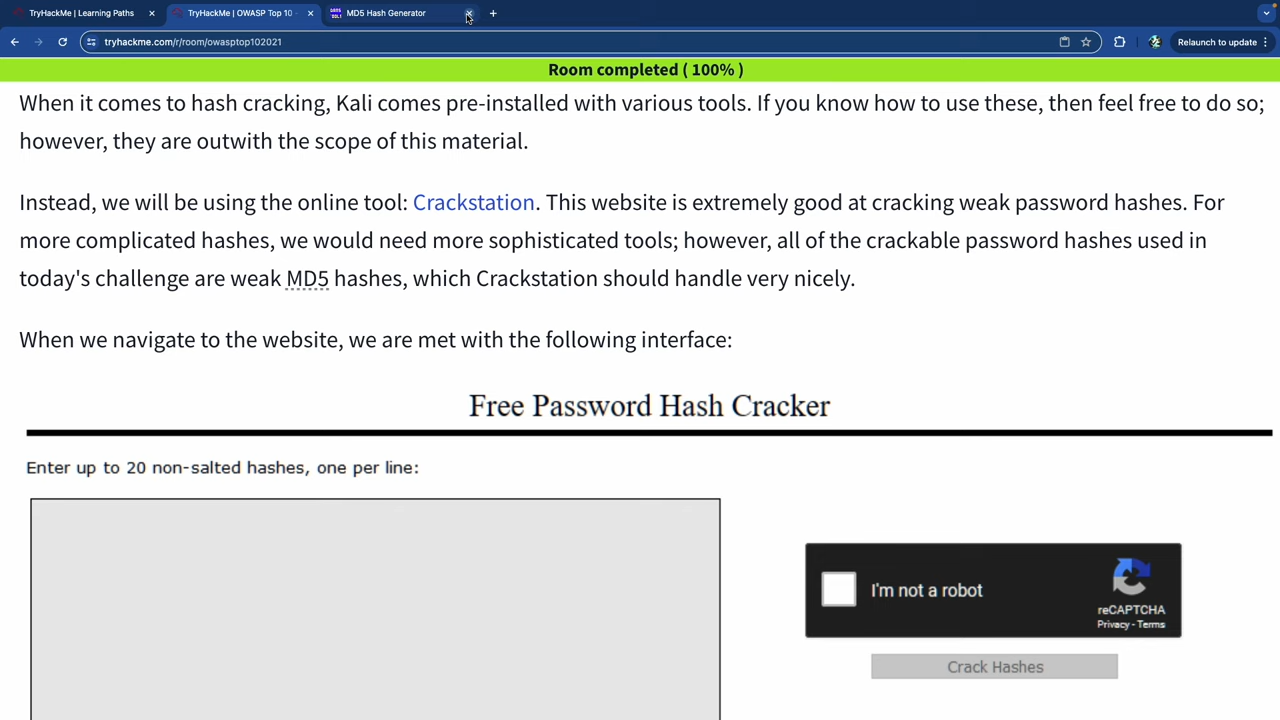 TryHackMe | Learning Paths
TryHackMe | OWASP Top 10 -
MD5 Hash Generator
tryhackme.com/r/room/owasptop102021
Relaunch to update
Room completed ( 100% )
When it comes to hash cracking, Kali comes pre-installed with various tools. If you know how to use these, then feel free to do so;
however, they are outwith the scope of this material.
Instead, we will be using the online tool: Crackstation. This website is extremely good at cracking weak password hashes. For
more complicated hashes, we would need more sophisticated tools; however, all of the crackable password hashes used in
today's challenge are weak MD5 hashes, which Crackstation should handle very nicely.
When we navigate to the website, we are met with the following interface:
Free Password Hash Cracker
Enter up to 20 non-salted hashes, one per line:
I'm not a robot
reCAPTCHA
Privacy - Terms
Crack Hashes